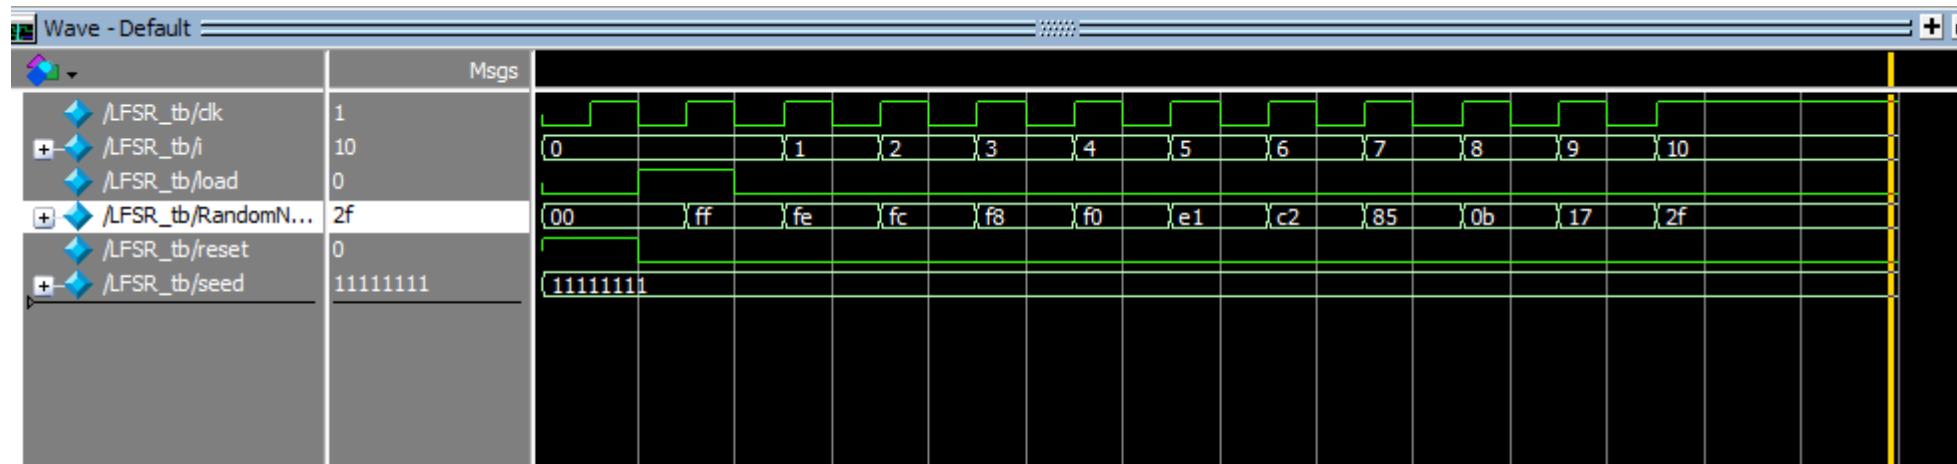 Wave - Default
Msgs
/LFSR_tb/clk 1
/LFSR_tb/i 10 0 1 2 3 4 5 6 7 8 9 10
/LFSR_tb/load 0
/LFSR_tb/RandomN... 2f 00 ff fe fc f8 f0 e1 c2 85 0b 17 2f
/LFSR_tb/reset 0
/LFSR_tb/seed 11111111 11111111